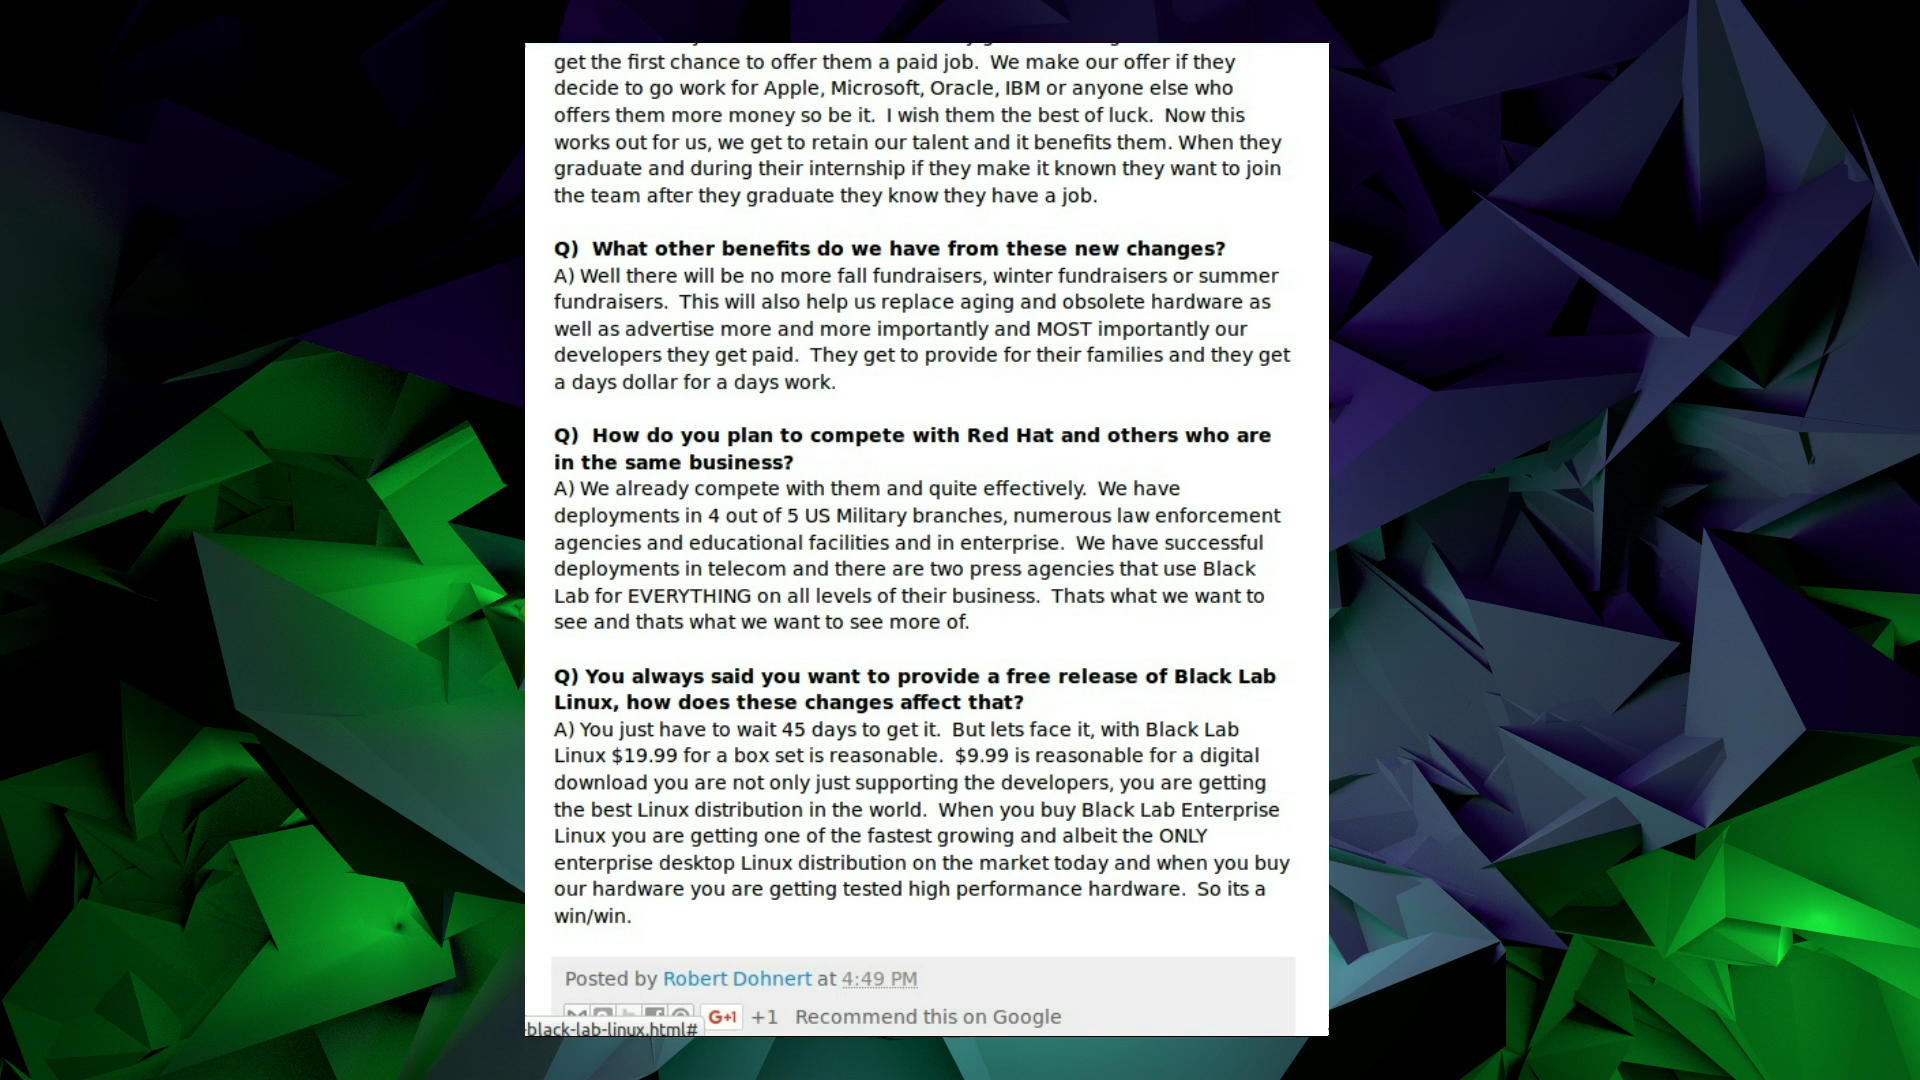 get the first chance to offer them a paid job.  We make our offer if they
decide to go work for Apple, Microsoft, Oracle, IBM or anyone else who
offers them more money so be it.  I wish them the best of luck.  Now this
works out for us, we get to retain our talent and it benefits them. When they
graduate and during their internship if they make it known they want to join
the team after they graduate they know they have a job.
Q)  What other benefits do we have from these new changes?
A) Well there will be no more fall fundraisers, winter fundraisers or summer
fundraisers.  This will also help us replace aging and obsolete hardware as
well as advertise more and more importantly and MOST importantly our
developers they get paid.  They get to provide for their families and they get
a days dollar for a days work.
Q)  How do you plan to compete with Red Hat and others who are
in the same business?
A) We already compete with them and quite effectively.  We have
deployments in 4 out of 5 US Military branches, numerous law enforcement
agencies and educational facilities and in enterprise.  We have successful
deployments in telecom and there are two press agencies that use Black
Lab for EVERYTHING on all levels of their business.  Thats what we want to
see and thats what we want to see more of.
Q) You always said you want to provide a free release of Black Lab
Linux, how does these changes affect that?
A) You just have to wait 45 days to get it.  But lets face it, with Black Lab
Linux $19.99 for a box set is reasonable.  $9.99 is reasonable for a digital
download you are not only just supporting the developers, you are getting
the best Linux distribution in the world.  When you buy Black Lab Enterprise
Linux you are getting one of the fastest growing and albeit the ONLY
enterprise desktop Linux distribution on the market today and when you buy
our hardware you are getting tested high performance hardware.  So its a
win/win.
Posted by Robert Dohnert at 4:49 PM
G+1 +1 Recommend this on Google
-black-lab-linux.html#